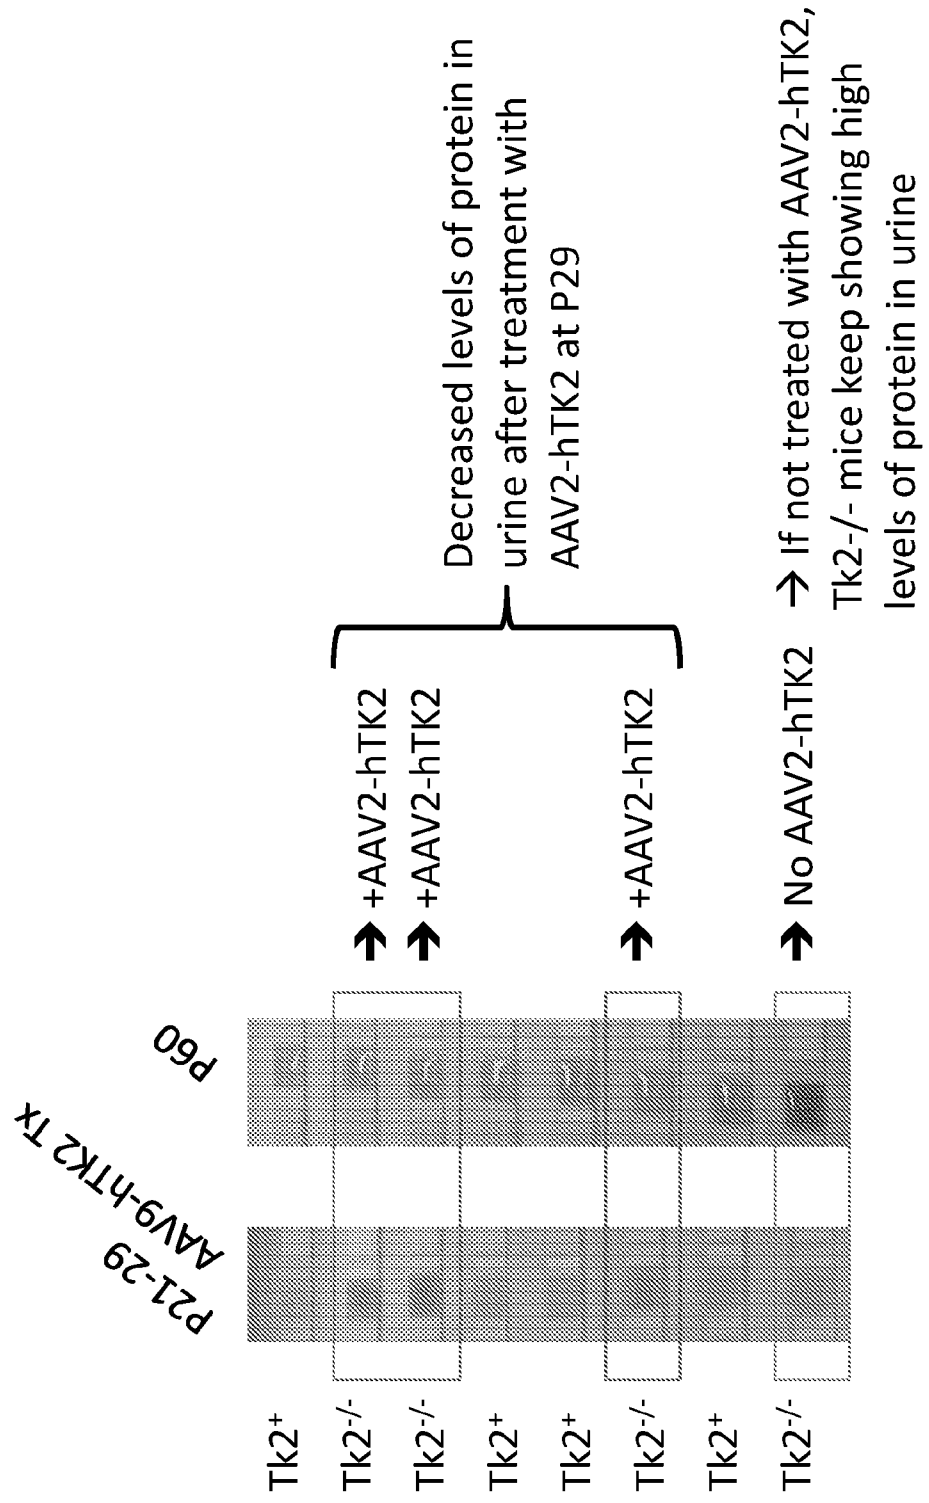 P21-29
AAV9-hTK2 Tx
P60
Tk2+
Tk2-/-
Tk2-/-
Tk2+
Tk2+
Tk2-/-
Tk2+
Tk2-/-
→ +AAV2-hTK2
→ +AAV2-hTK2
→ +AAV2-hTK2
→ No AAV2-hTK2
Decreased levels of protein in
urine after treatment with
AAV2-hTK2 at P29
→ If not treated with AAV2-hTK2,
Tk2-/- mice keep showing high
levels of protein in urine